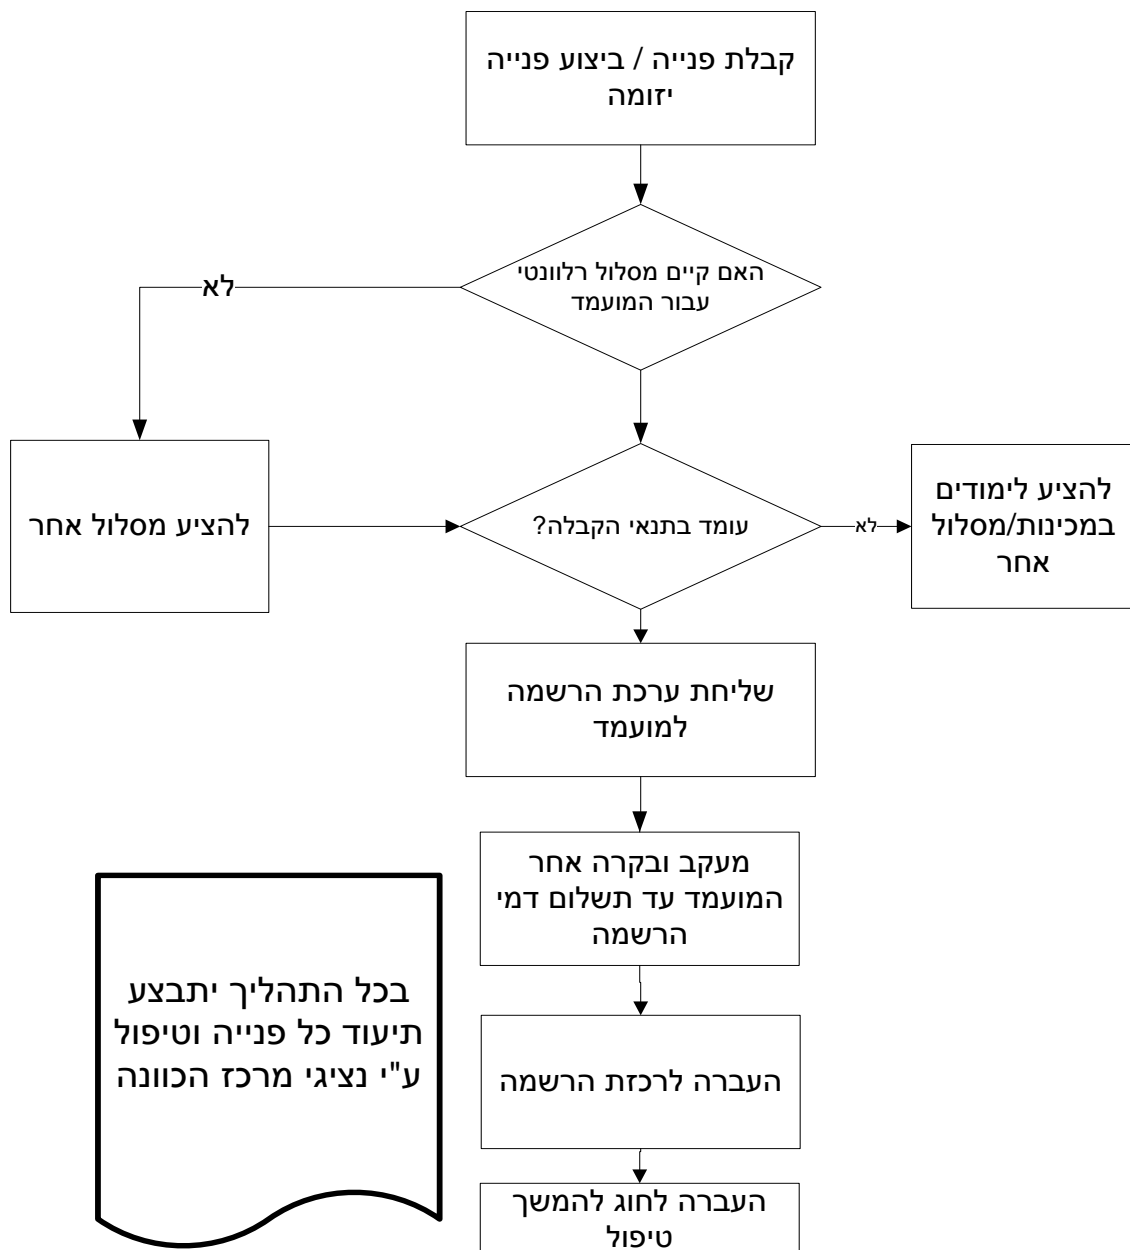 קבלת פנייה / ביצוע פנייה
יזומה
האם קיים מסלול רלוונטי
עבור המועמד
לא
להציע מסלול אחר
עומד בתנאי הקבלה?
לא
להציע לימודים
במכינות/מסלול
אחר
שליחת ערכת הרשמה
למועמד
מעקב ובקרה אחר
המועמד עד תשלום דמי
הרשמה
בכל התהליך יתבצע
תיעוד כל פנייה וטיפול
ע"י נציגי מרכז הכוונה
העברה לרכזת הרשמה
העברה לחוג להמשך
טיפול